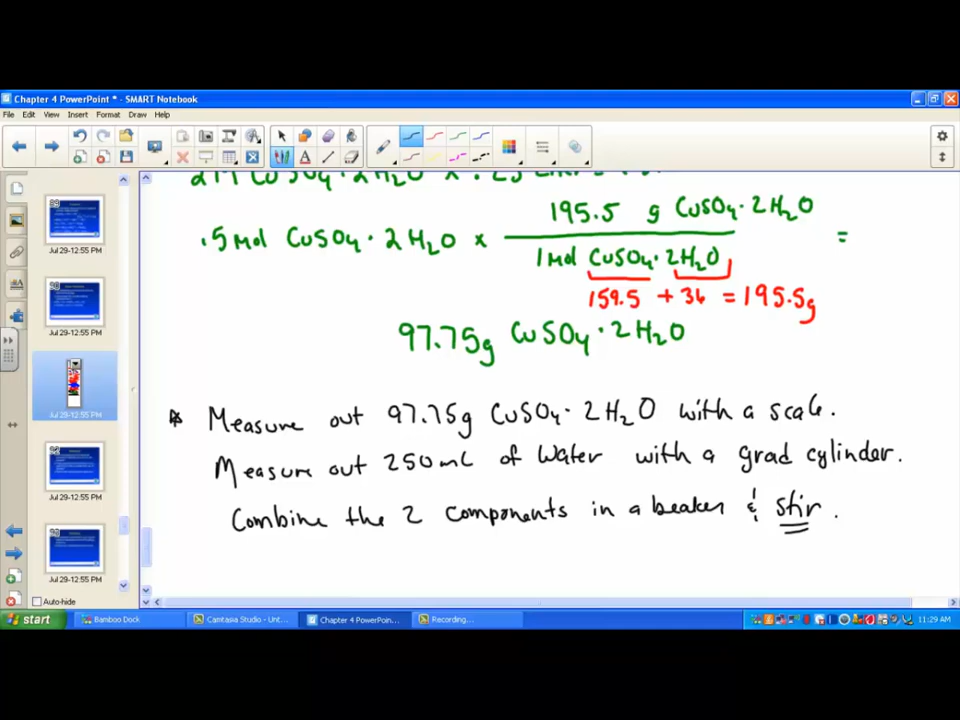 Chapter 4 PowerPoint * - SMART Notebook
File Edit View Insert Format Draw Help
Jul 29-12:55 PM
Jul 29-12:55 PM
Jul 29-12:55 PM
Jul 29-12:55 PM
Jul 29-12:55 PM
Auto-hide
CuSO4 · 2H2O x .25
.5 Mol CuSO4 · 2H2O x
195.5 g CuSO4 · 2H2O
1 Mol CuSO4 · 2H2O
=
159.5 + 36 = 195.5g
97.75g CuSO4 · 2H2O
Measure out 97.75g CuSO4 · 2H2O with a scale.
Measure out 250mL of Water with a grad cylinder.
Combine the 2 components in a beaker & stir.
start Bamboo Dock Camtasia Studio - Unt... Chapter 4 PowerPoin... Recording... 11:29 AM